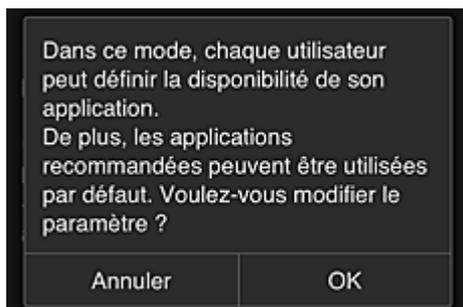 Dans ce mode, chaque utilisateur
peut définir la disponibilité de son
application.
De plus, les applications
recommandées peuvent être utilisées
par défaut. Voulez-vous modifier le
paramètre ?
Annuler
OK